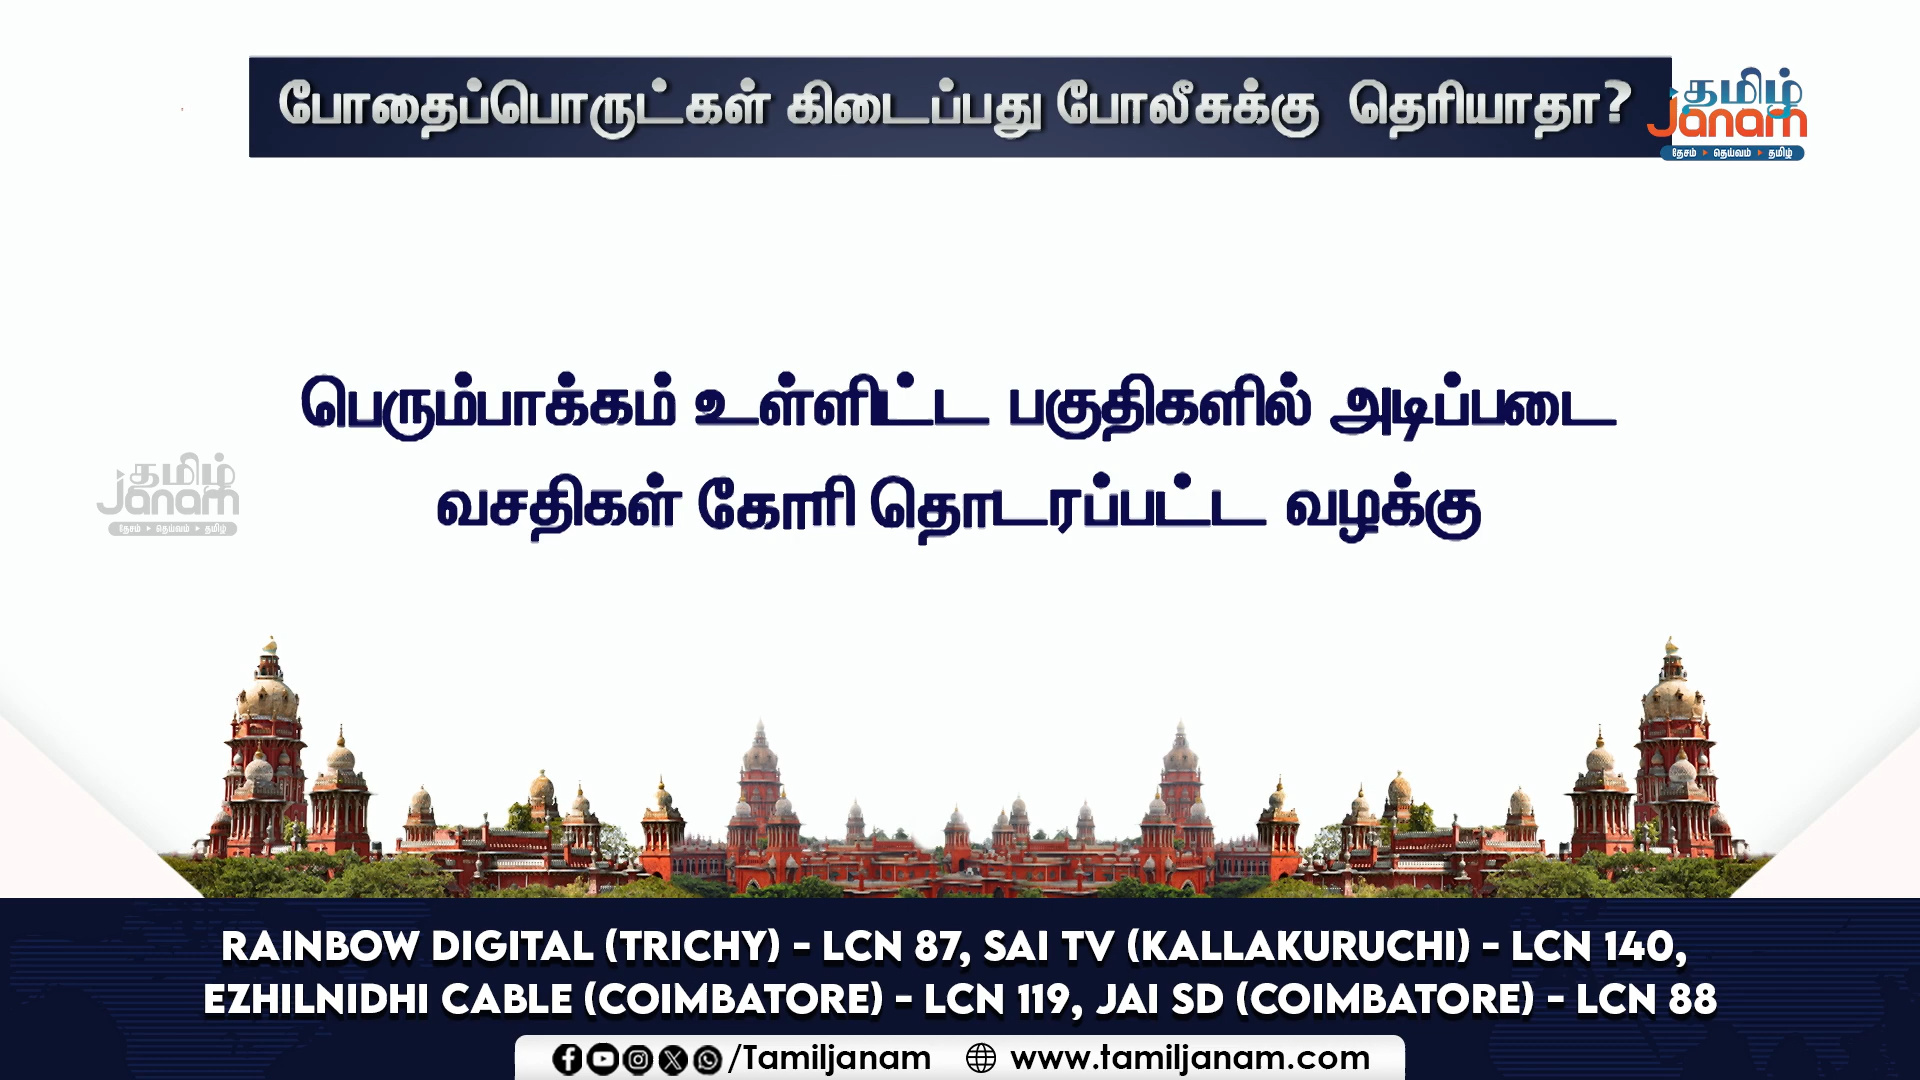 போதைப்பொருட்கள் கிடைப்பது போலீசுக்கு தெரியாதா?
தமிழ்
Janam
தேசம் ▸ தெய்வம் ▸ தமிழ்
பெரும்பாக்கம் உள்ளிட்ட பகுதிகளில் அடிப்படை
வசதிகள் கோரி தொடரப்பட்ட வழக்கு
தமிழ்
Janam
தேசம் ▸ தெய்வம் ▸ தமிழ்
RAINBOW DIGITAL (TRICHY) - LCN 87, SAI TV (KALLAKURUCHI) - LCN 140,
EZHILNIDHI CABLE (COIMBATORE) - LCN 119, JAI SD (COIMBATORE) - LCN 88
/Tamiljanam www.tamiljanam.com